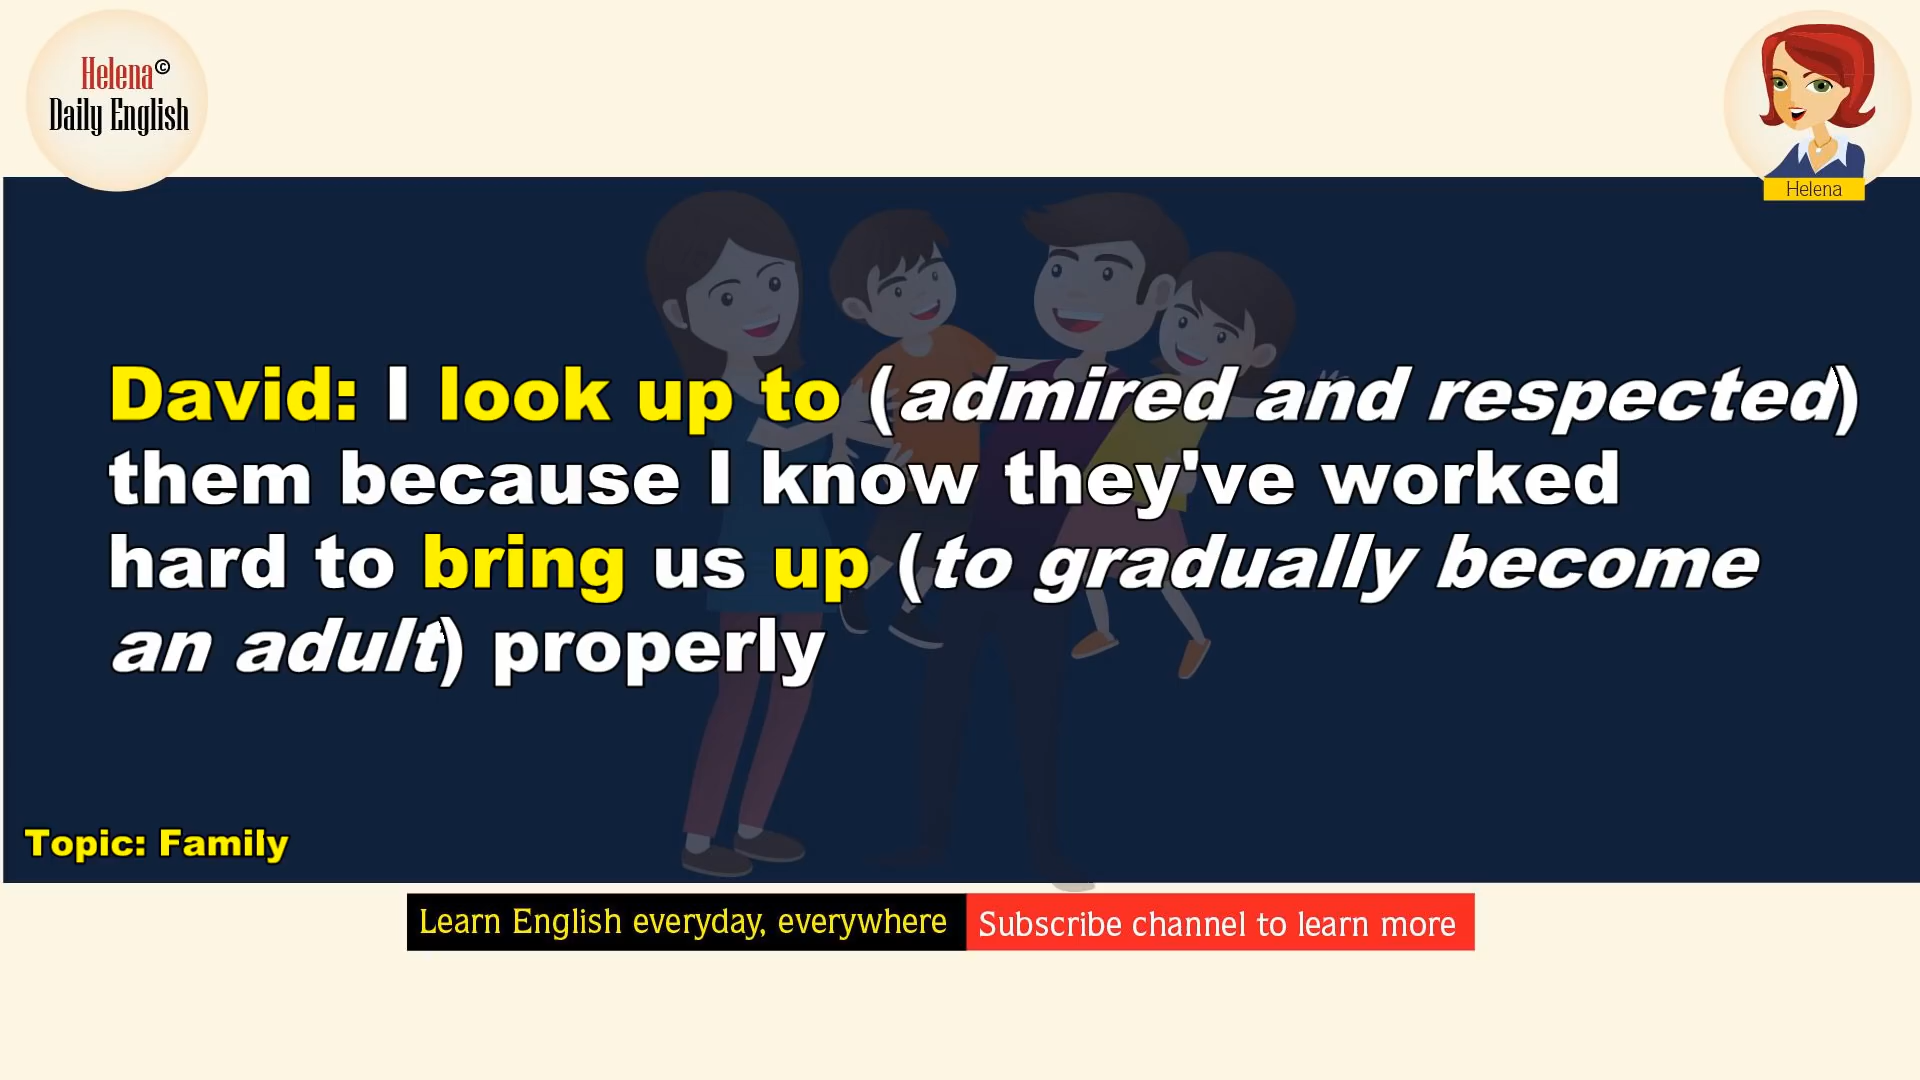 Helena©
Daily English
Helena
David: I look up to (admired and respected)
them because I know they've worked
hard to bring us up (to gradually become
an adult) properly
Topic: Family
Learn English everyday, everywhere
Subscribe channel to learn more